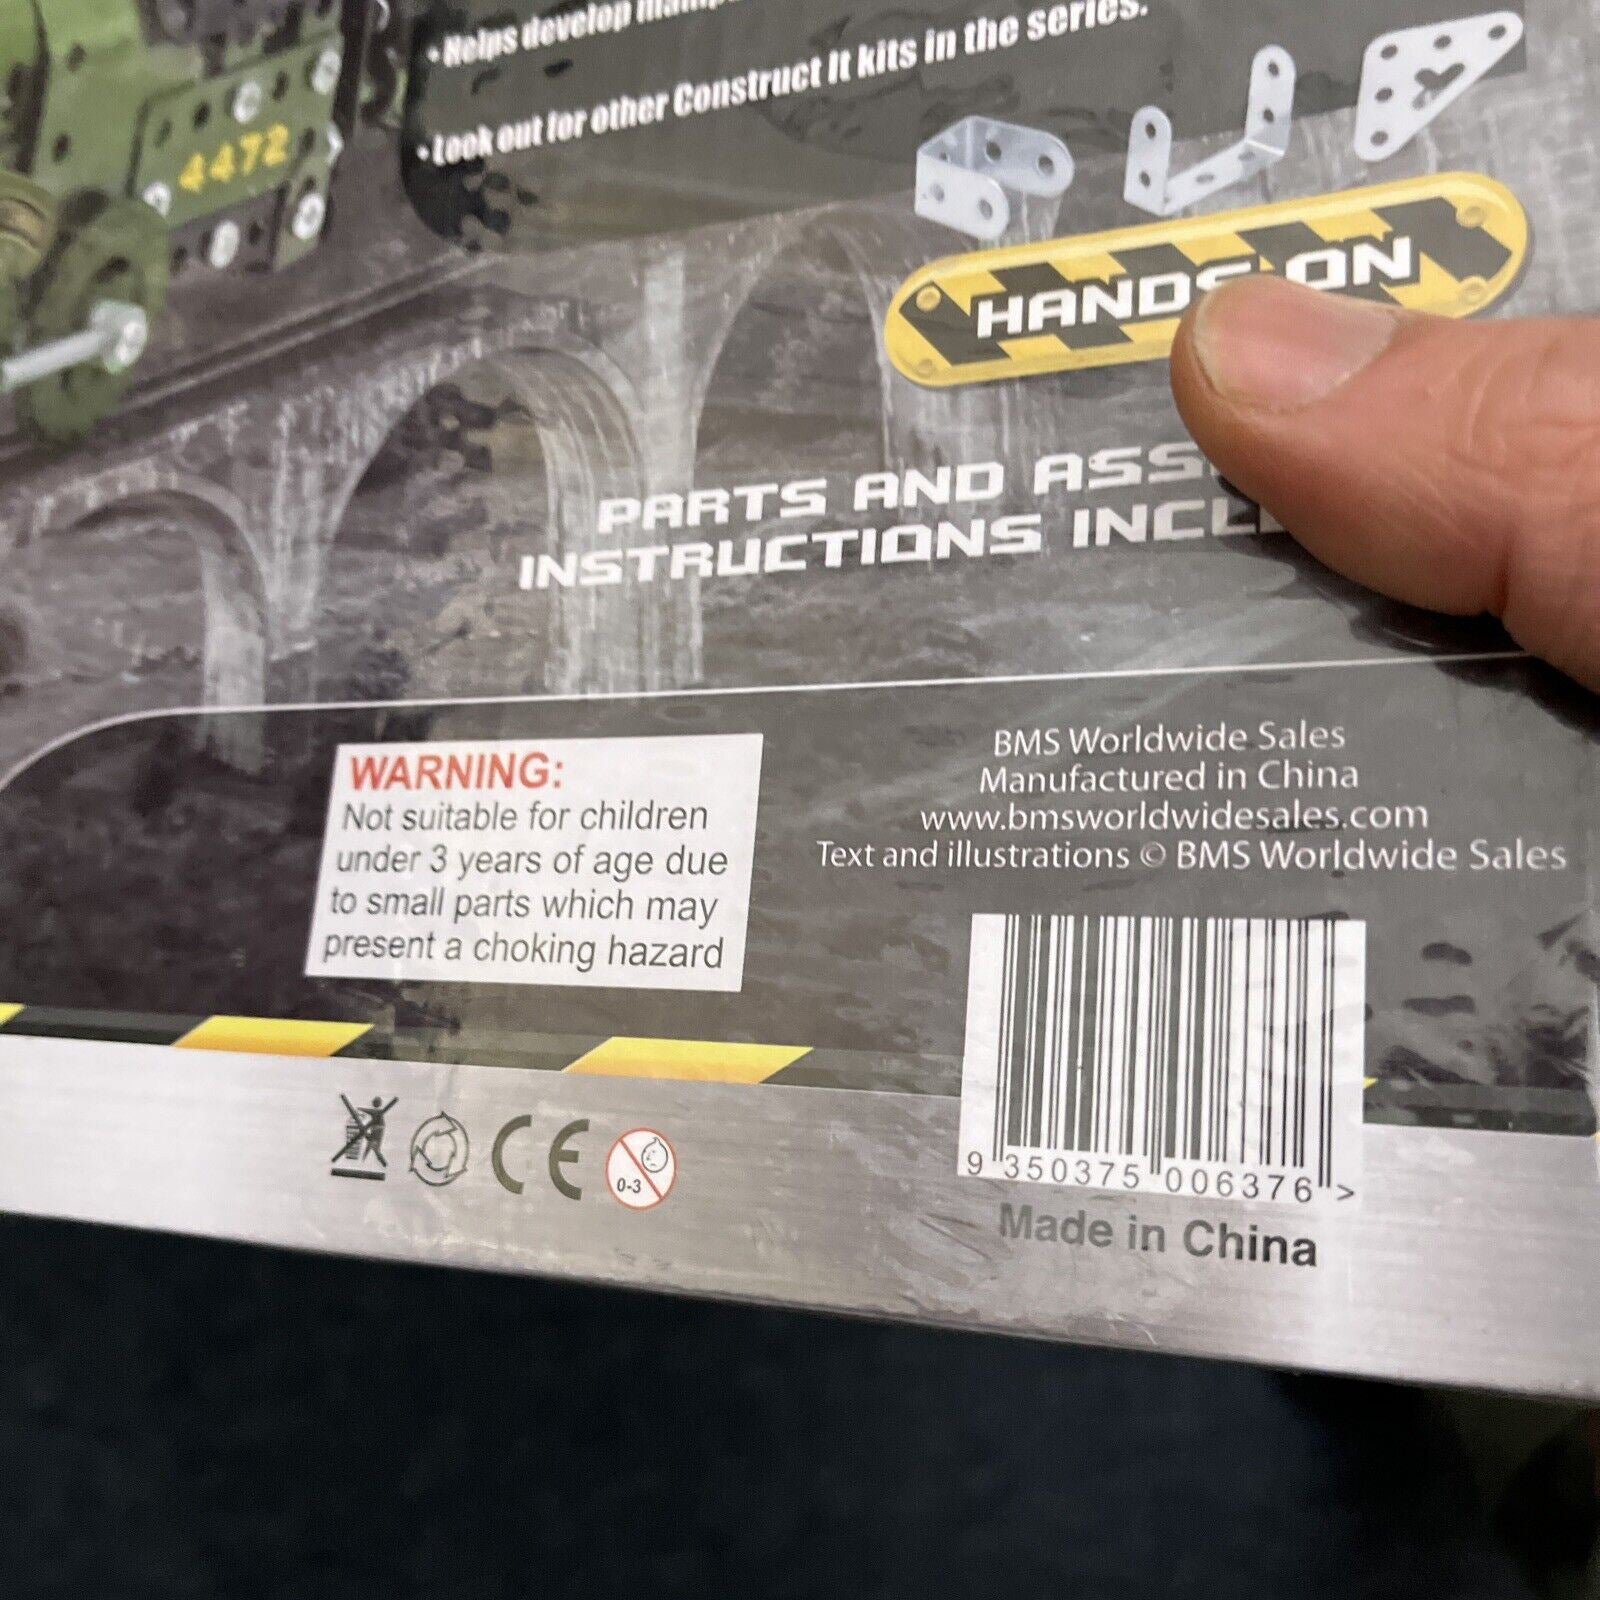 • Helps develop
• Look out for other Construct It kits in the series.
4472
HANDS ON
PARTS AND ASS
INSTRUCTIONS INCL
WARNING:
Not suitable for children
under 3 years of age due
to small parts which may
present a choking hazard
BMS Worldwide Sales
Manufactured in China
www.bmsworldwidesales.com
Text and illustrations © BMS Worldwide Sales
CE
0-3
9 350375 006376 >
Made in China